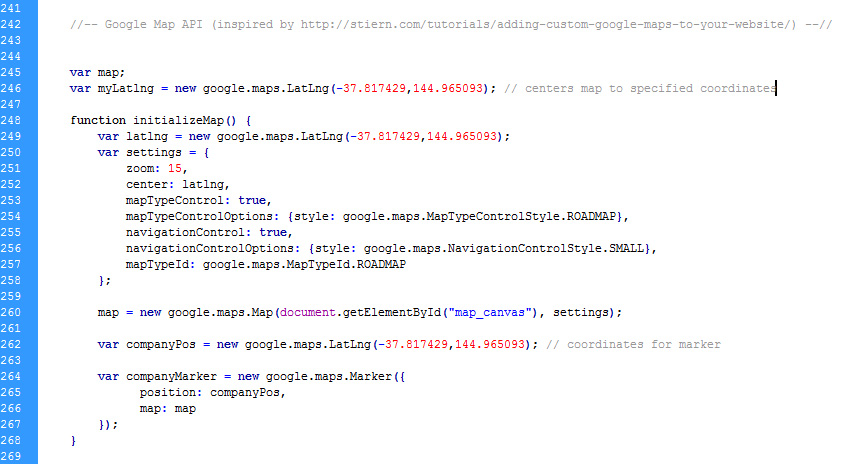 241
242 //-- Google Map API (inspired by http://stiern.com/tutorials/adding-custom-google-maps-to-your-website/) --//
243
244
245 var map;
246 var myLatlng = new google.maps.LatLng(-37.817429,144.965093); // centers map to specified coordinates
247
248 function initializeMap() {
249     var latlng = new google.maps.LatLng(-37.817429,144.965093);
250     var settings = {
251         zoom: 15,
252         center: latlng,
253         mapTypeControl: true,
254         mapTypeControlOptions: {style: google.maps.MapTypeControlStyle.ROADMAP},
255         navigationControl: true,
256         navigationControlOptions: {style: google.maps.NavigationControlStyle.SMALL},
257         mapTypeId: google.maps.MapTypeId.ROADMAP
258     };
259
260     map = new google.maps.Map(document.getElementById("map_canvas"), settings);
261
262     var companyPos = new google.maps.LatLng(-37.817429,144.965093); // coordinates for marker
263
264     var companyMarker = new google.maps.Marker({
265           position: companyPos,
266           map: map
267     });
268 }
269